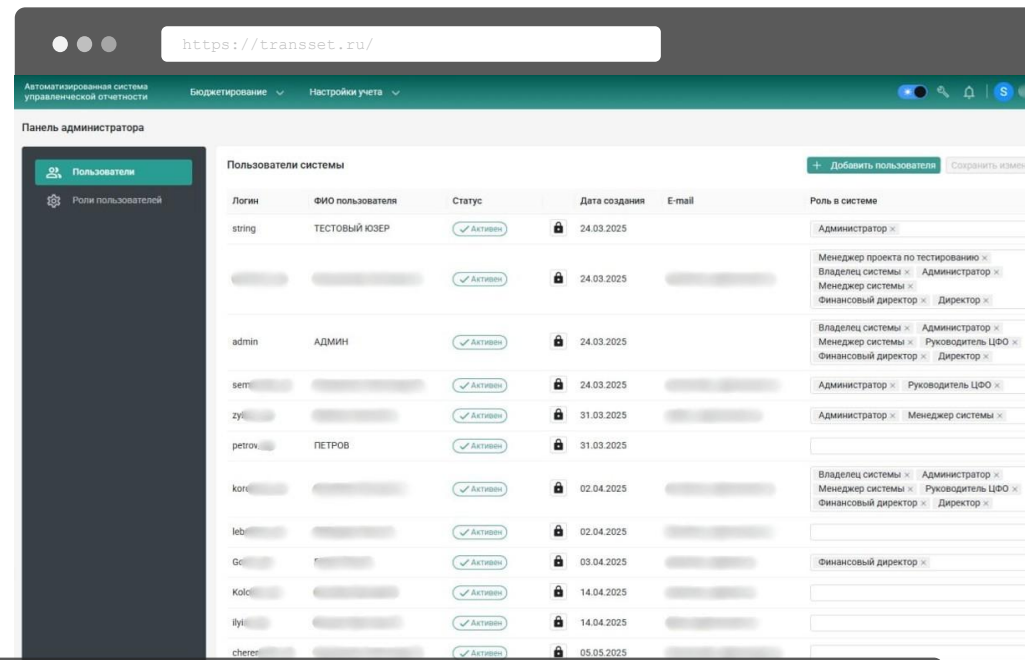 https://transset.ru/
Автоматизированная система
управленческой отчетности
Бюджетирование
Настройки учета
S
Панель администратора
Пользователи
Роли пользователей
Пользователи системы
+ Добавить пользователя
Сохранить измен
Логин ФИО пользователя Статус Дата создания E-mail Роль в системе
string ТЕСТОВЫЙ ЮЗЕР Активен 24.03.2025 Администратор ×
Активен 24.03.2025
Менеджер проекта по тестированию ×
Владелец системы × Администратор ×
Менеджер системы ×
Финансовый директор × Директор ×
admin АДМИН Активен 24.03.2025
Владелец системы × Администратор ×
Менеджер системы × Руководитель ЦФО ×
Финансовый директор × Директор ×
Активен 24.03.2025 Администратор × Руководитель ЦФО ×
Активен 31.03.2025 Администратор × Менеджер системы ×
petrov ПЕТРОВ Активен 31.03.2025
Активен 02.04.2025
Владелец системы × Администратор ×
Менеджер системы × Руководитель ЦФО ×
Финансовый директор × Директор ×
Активен 02.04.2025
Активен 03.04.2025 Финансовый директор ×
Активен 14.04.2025
Активен 14.04.2025
Активен 05.05.2025